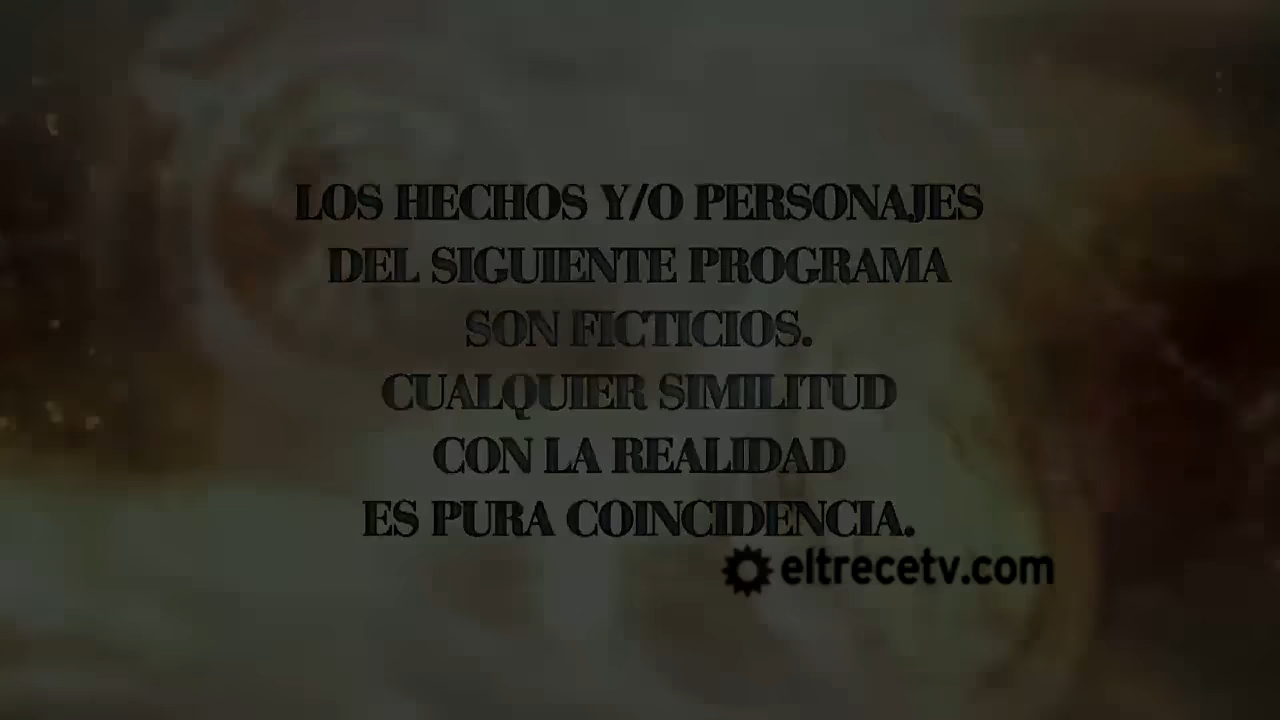 LOS HECHOS Y/O PERSONAJES
DEL SIGUIENTE PROGRAMA
SON FICTICIOS.
CUALQUIER SIMILITUD
CON LA REALIDAD
ES PURA COINCIDENCIA.
eltrecetv.com